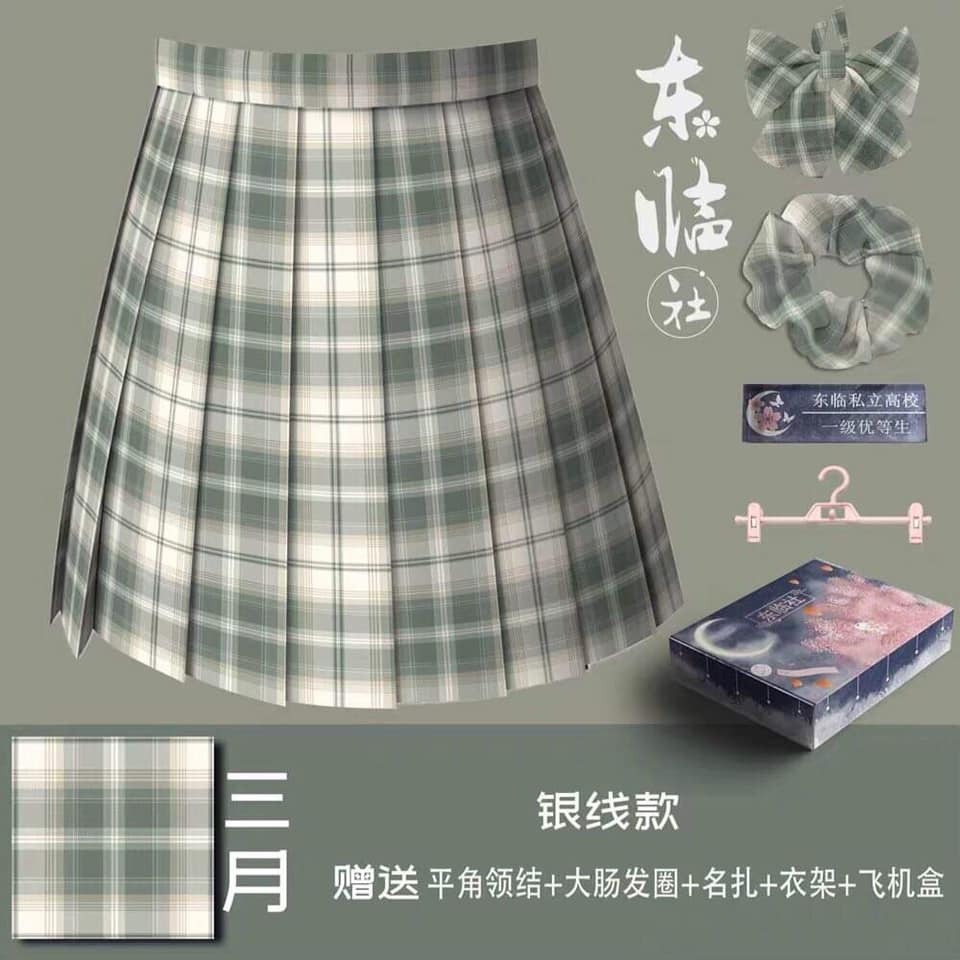 东临社
东临私立高校
一级优等生
东临社
三月
银线款
赠送 平角领结+大肠发圈+名扎+衣架+飞机盒